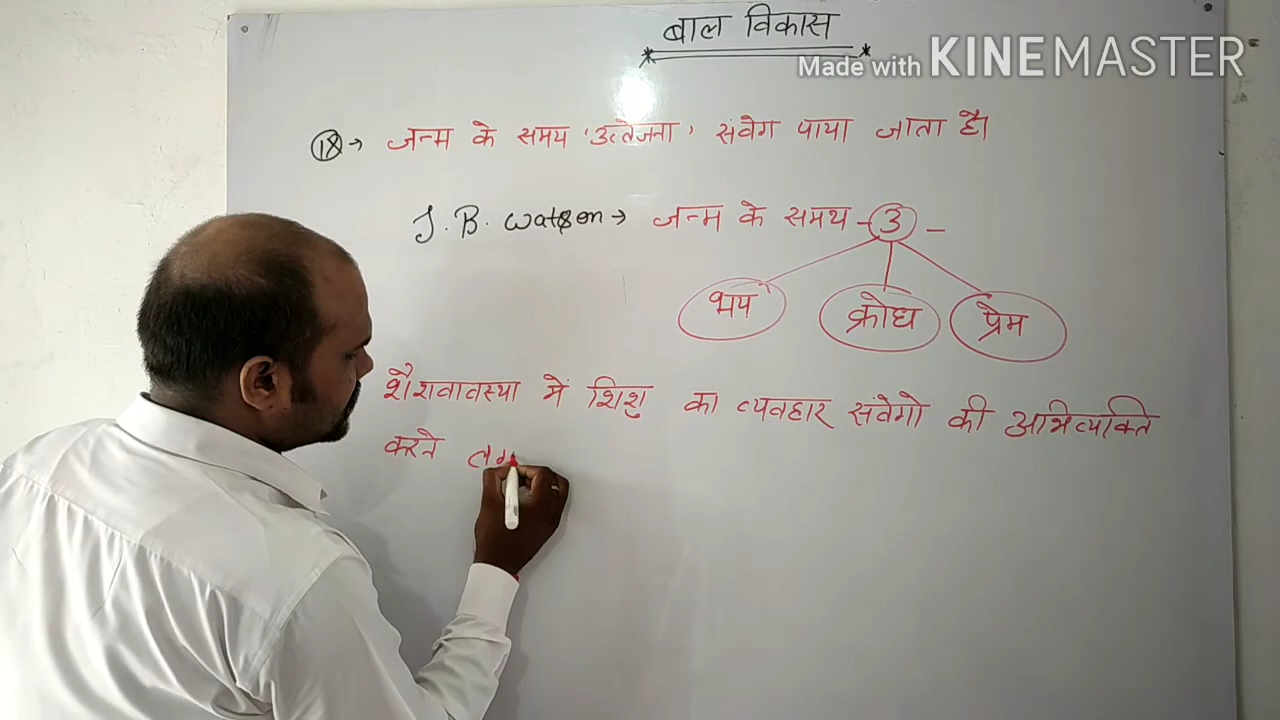 बाल विकास
Made with KINEMASTER
18→ जन्म के समय 'उत्तेजना' संवेग पाया जाता है।
J. B. Watson → जन्म के समय - 3 -
भय क्रोध प्रेम
शैशवावस्था में शिशु का व्यवहार संवेगो की अभिव्यक्ति
करने लग